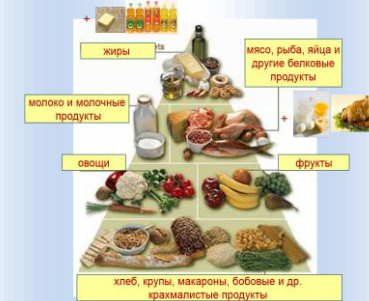 +
жиры
мясо, рыба, яйца и
другие белковые
продукты
молоко и молочные
продукты
+
овощи
фрукты
хлеб, крупы, макароны, бобовые и др.
крахмалистые продукты